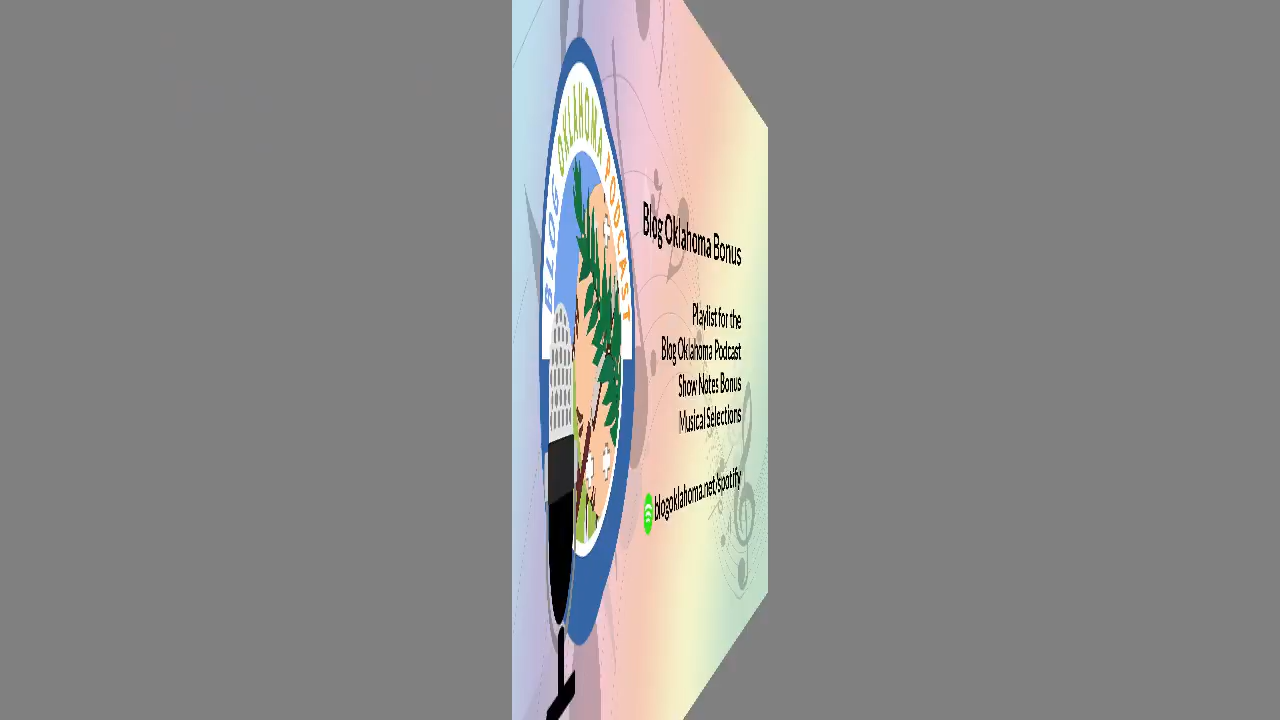 BLOG OKLAHOMA PODCAST
Blog Oklahoma Bonus
Playlist for the
Blog Oklahoma Podcast
Show Notes Bonus
Musical Selections
blogoklahoma.net/spotify